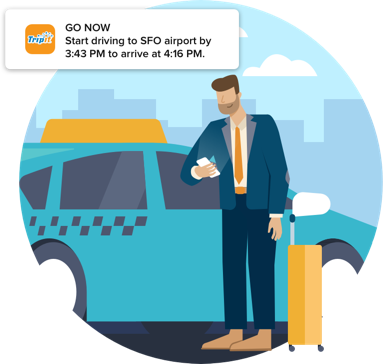 GO NOW
TripIt
Start driving to SFO airport by
3:43 PM to arrive at 4:16 PM.